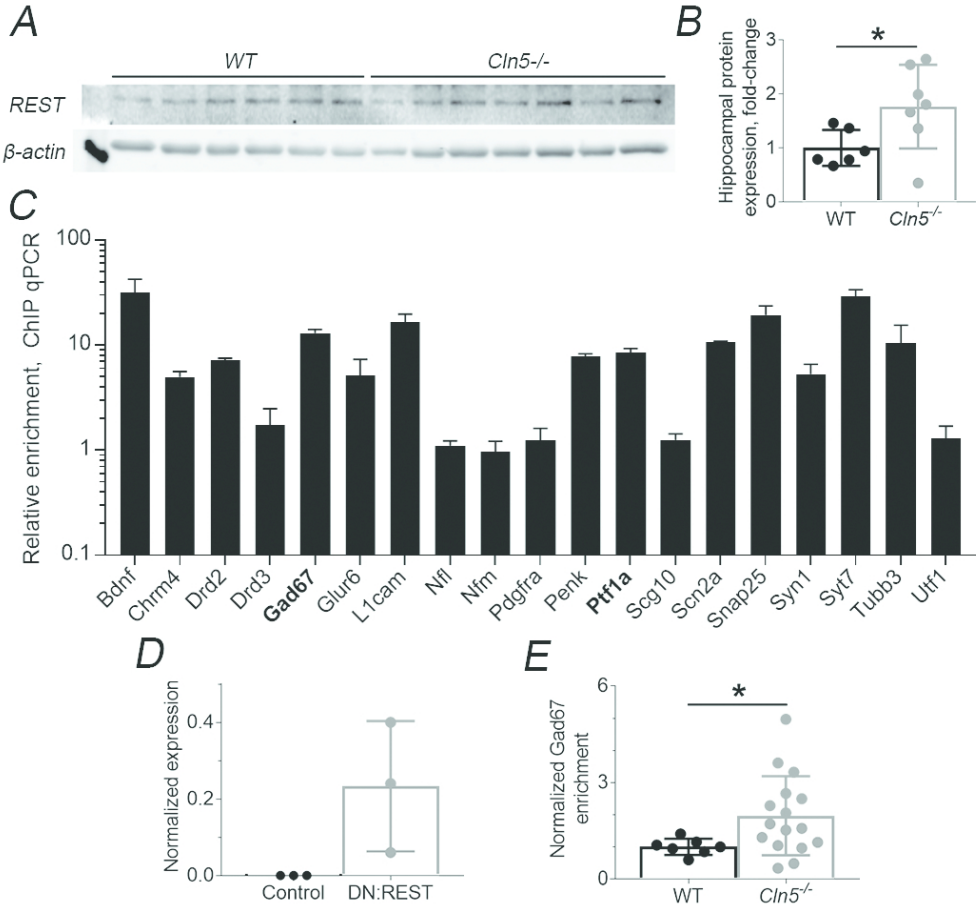 A
WT
Cln5-/-
REST
β-actin
B
Hippocampal protein
expression, fold-change
3
2
1
0
*
WT
Cln5-/-
C
Relative enrichment, ChIP qPCR
100
10
1
0.1
Bdnf
Chrm4
Drd2
Drd3
Gad67
Glur6
L1cam
Nfl
Nfm
Pdgfra
Penk
Ptf1a
Scg10
Scn2a
Snap25
Syn1
Syt7
Tubb3
Utf1
D
Normalized expression
0.4
0.2
0.0
Control
DN:REST
E
Normalized Gad67
enrichment
6
3
0
*
WT
Cln5-/-